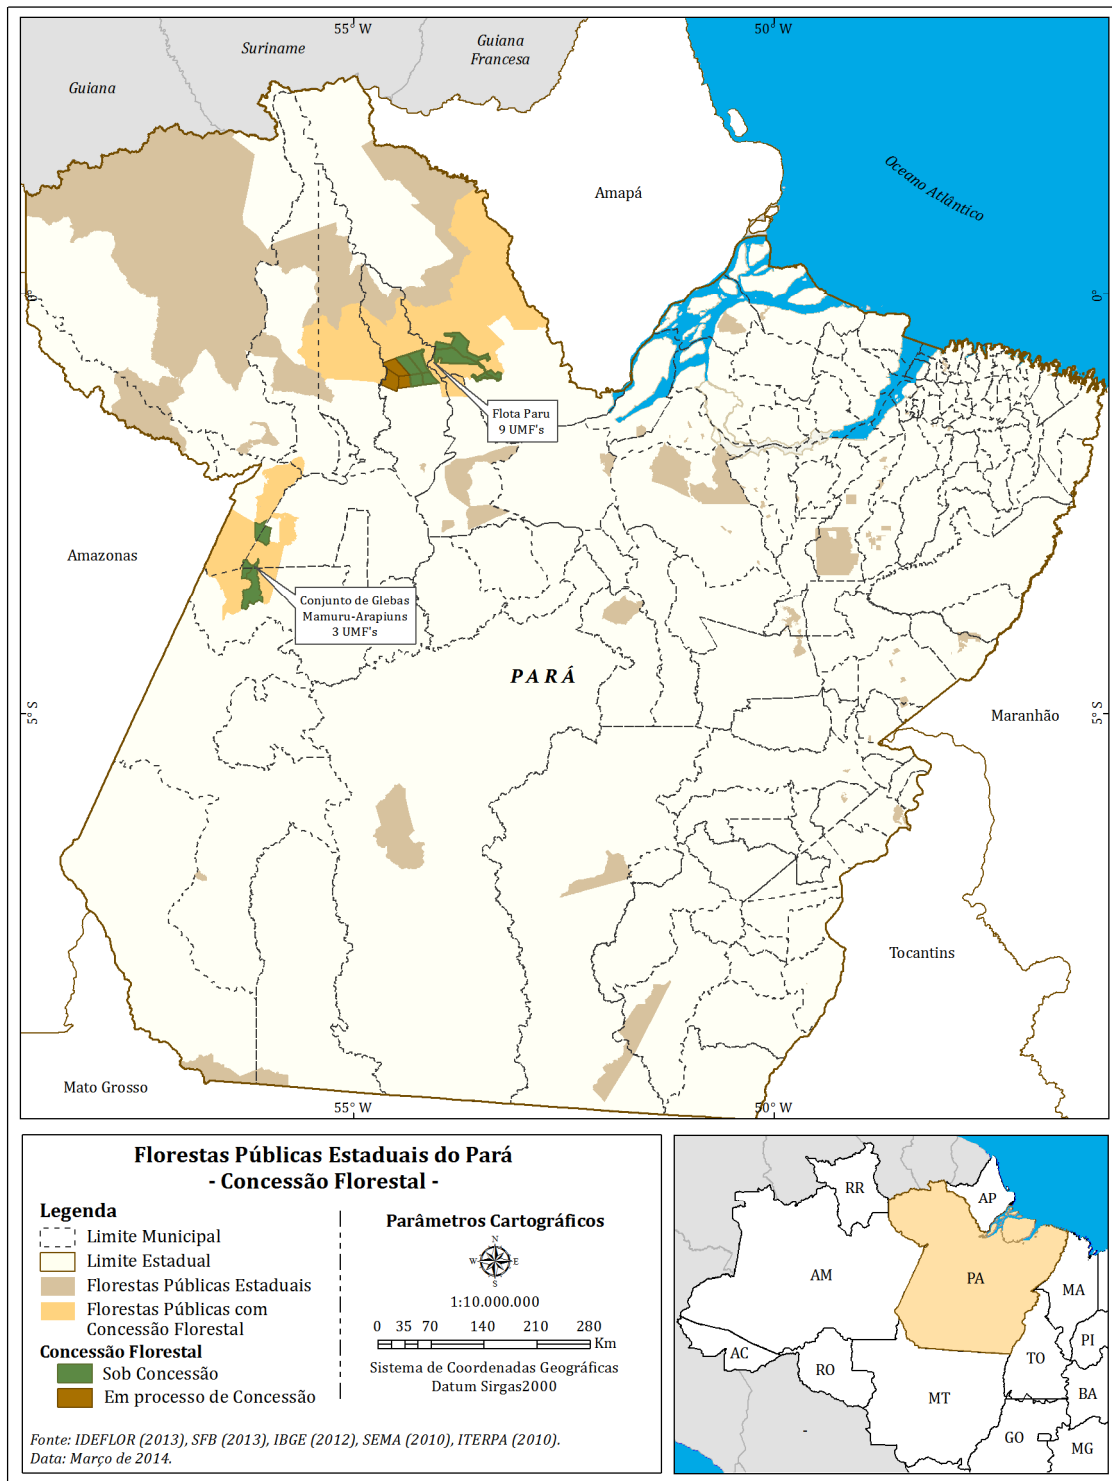 55° W
50° W
Suriname
Guiana
Francesa
Guiana
Oceano Atlântico
Amapá
0°
0°
Flota Paru
9 UMF's
Amazonas
Conjunto de Glebas
Mamuru-Arapiuns
3 UMF's
PARÁ
5° S
5° S
Maranhão
Tocantins
Mato Grosso
55° W
50° W
Florestas Públicas Estaduais do Pará
- Concessão Florestal -
Legenda
Limite Municipal
Limite Estadual
Florestas Públicas Estaduais
Florestas Públicas com
Concessão Florestal
Concessão Florestal
Sob Concessão
Em processo de Concessão
Parâmetros Cartográficos
N
W E
S
1:10.000.000
0 35 70 140 210 280
Km
Sistema de Coordenadas Geográficas
Datum Sirgas2000
Fonte: IDEFLOR (2013), SFB (2013), IBGE (2012), SEMA (2010), ITERPA (2010).
Data: Março de 2014.
RR
AP
AM
PA
MA
PI
AC
RO
TO
BA
MT
GO
MG